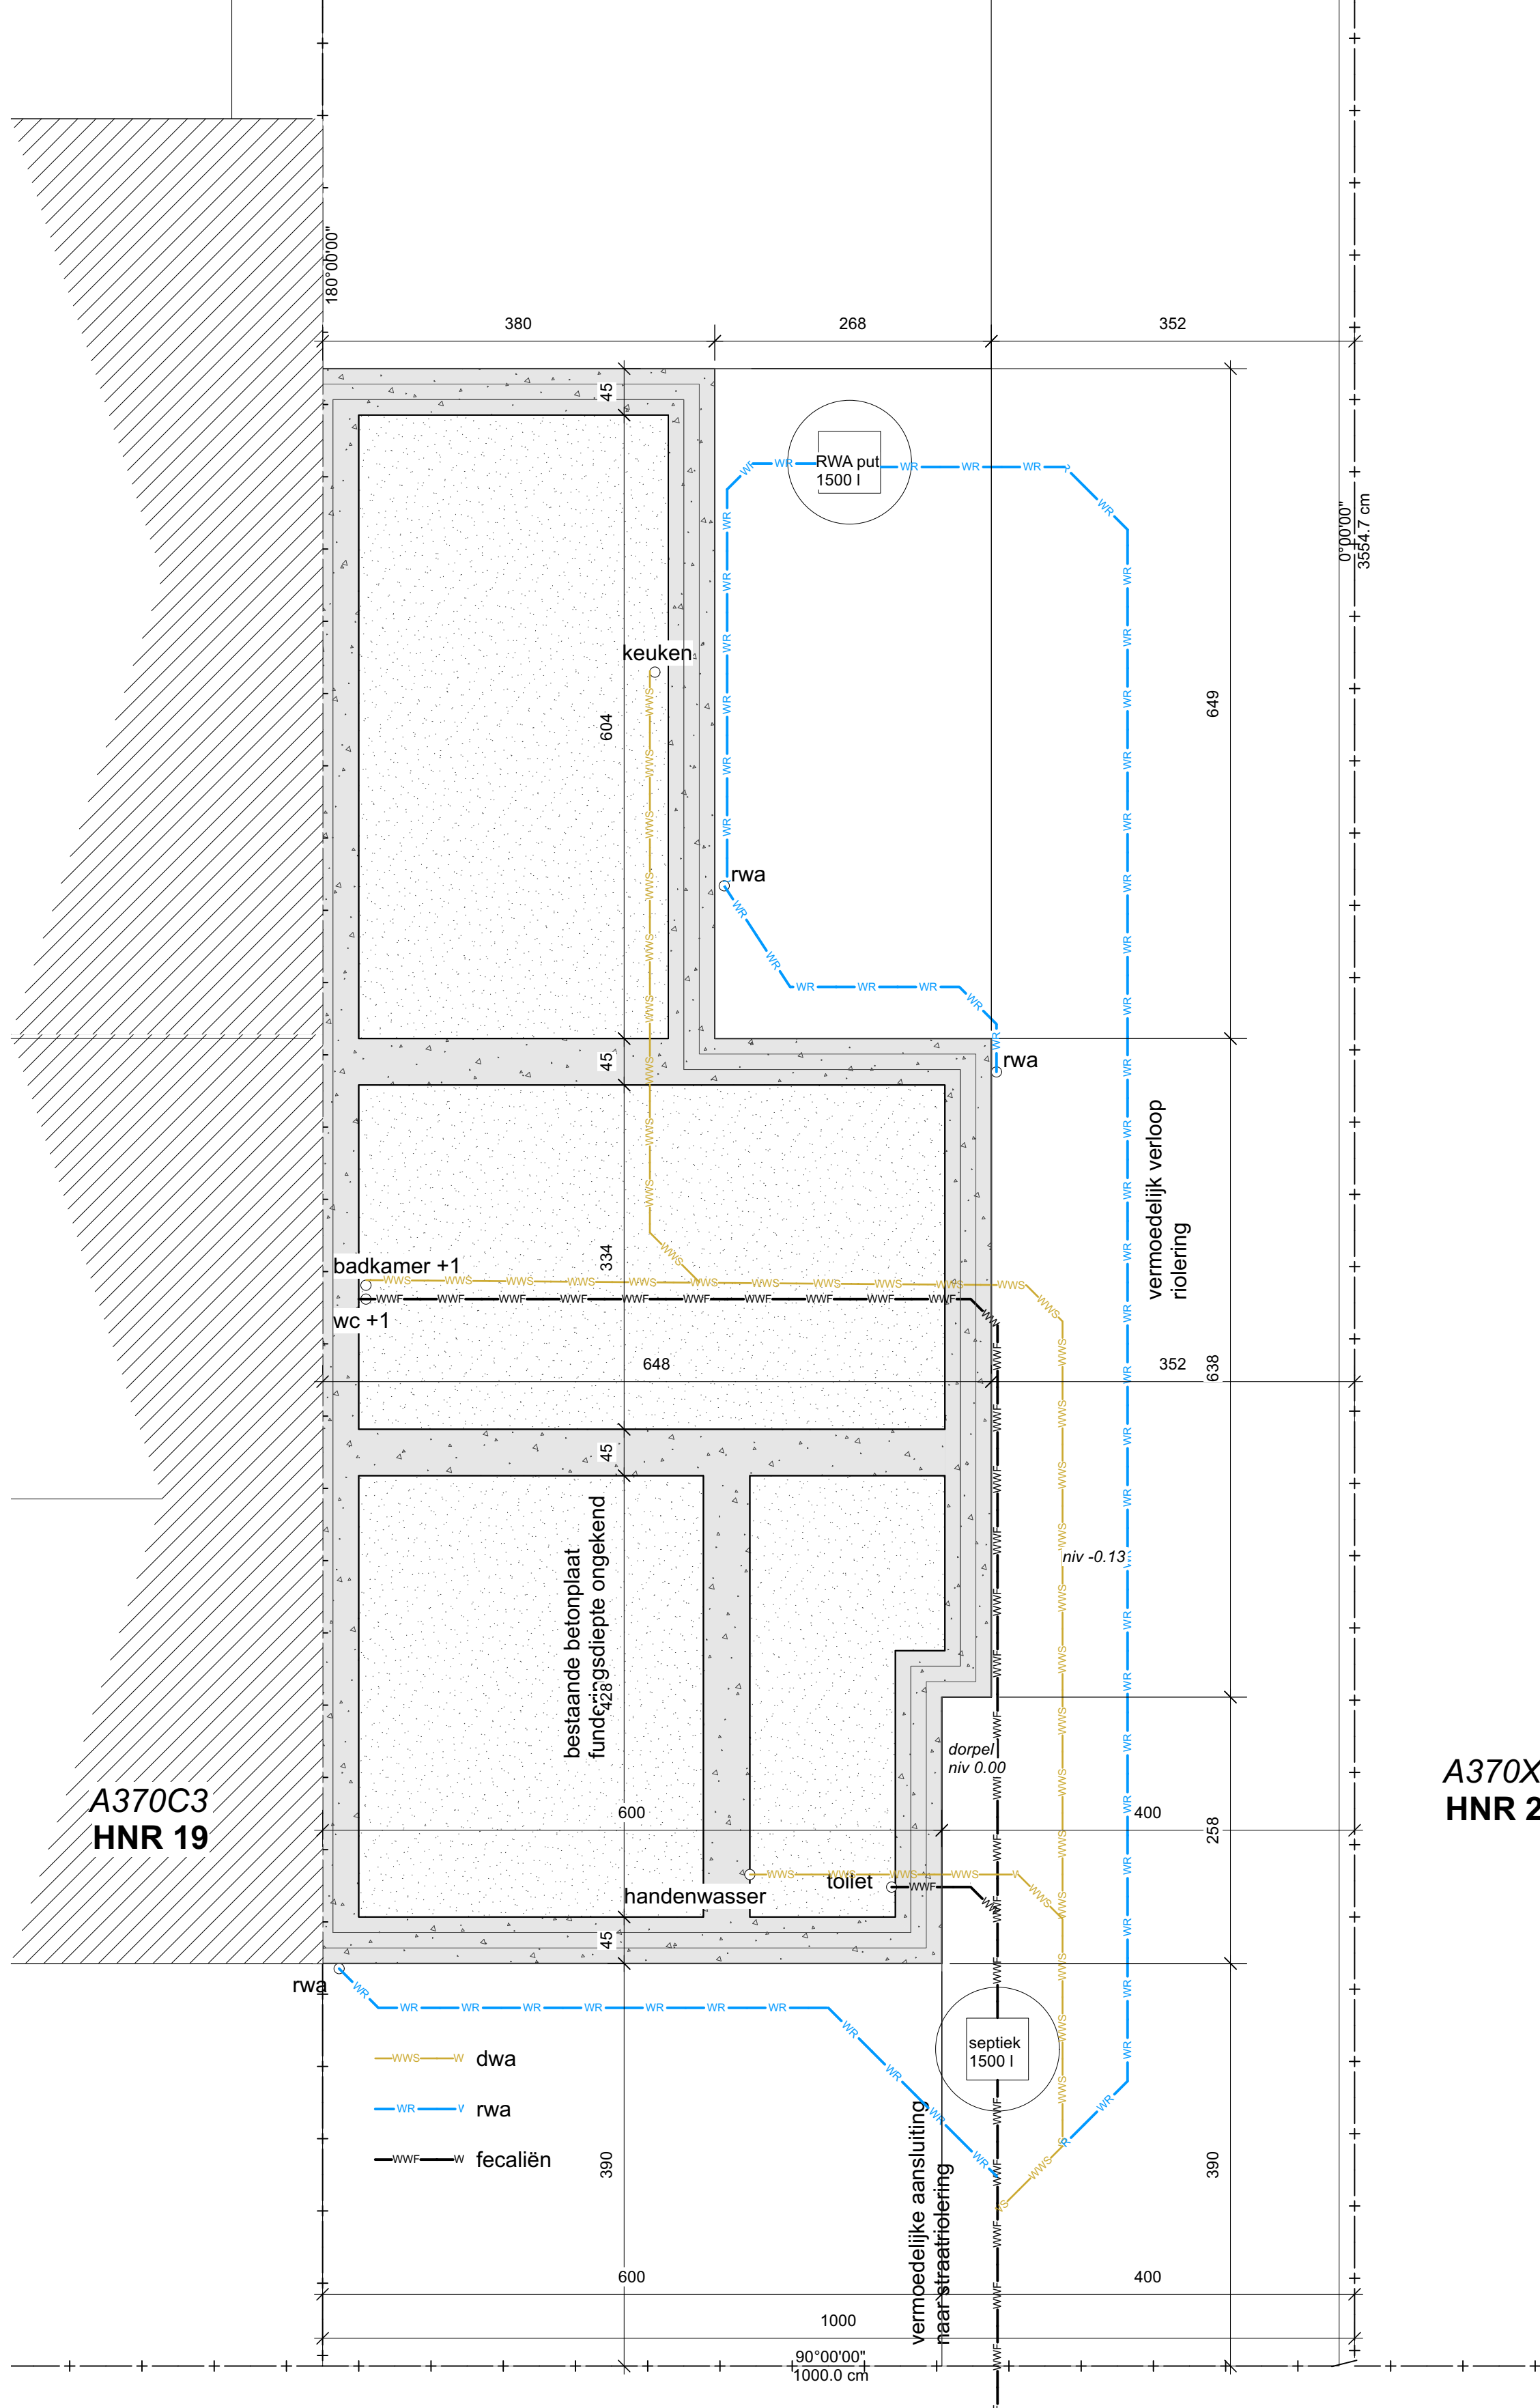 180°00'00"
380
268
352
45
RWA put
1500 l
0°00'00"
3554.7 cm
keuken
604
649
rwa
45
rwa
vermoedelijk verloop
riolering
badkamer +1
334
wc +1
648
352
638
45
bestaande betonplaat
funderingsdiepte ongekend
428
niv -0.13
dorpel
niv 0.00
A370C3
HNR 19
A370X
HNR 2
600
400
258
toilet
handenwasser
45
rwa
septiek
1500 l
WWS W dwa
WR rwa
WWF W fecaliën
vermoedelijke aansluiting
naar straatriolering
390
390
600
400
1000
90°00'00"
1000.0 cm